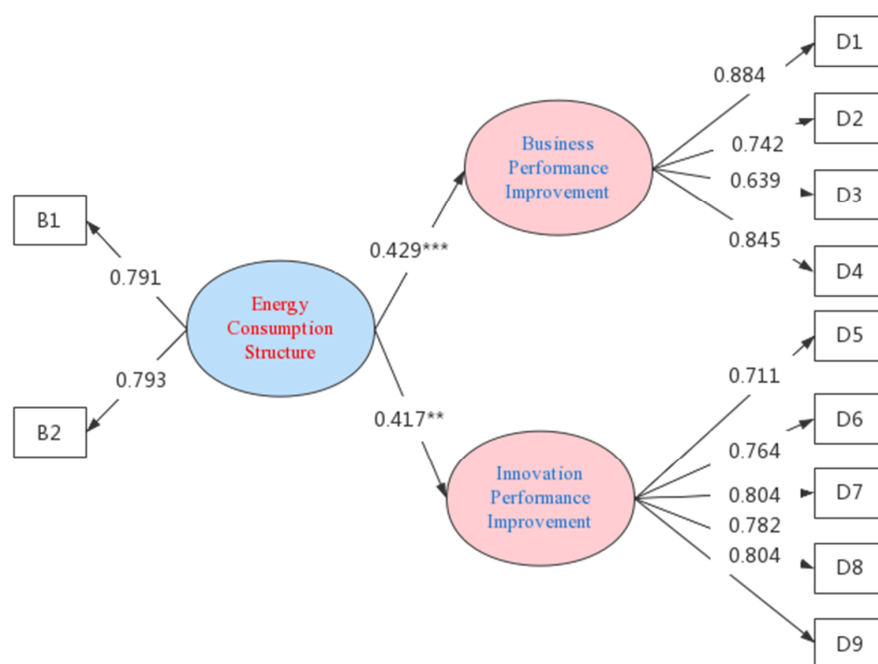 D1
0.884
D2
Business
Performance
Improvement
0.742
0.639
D3
B1
0.429***
0.845
D4
0.791
Energy
Consumption
Structure
D5
0.711
0.793
0.417**
D6
B2
0.764
Innovation
Performance
Improvement
0.804
D7
0.782
0.804
D8
D9